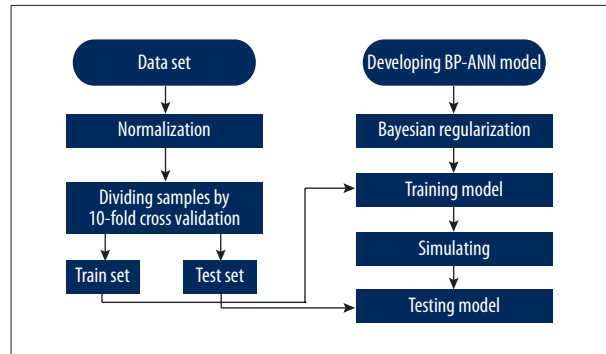 Data set
Normalization
Dividing samples by
10-fold cross validation
Train set
Test set
Developing BP-ANN model
Bayesian regularization
Training model
Simulating
Testing model